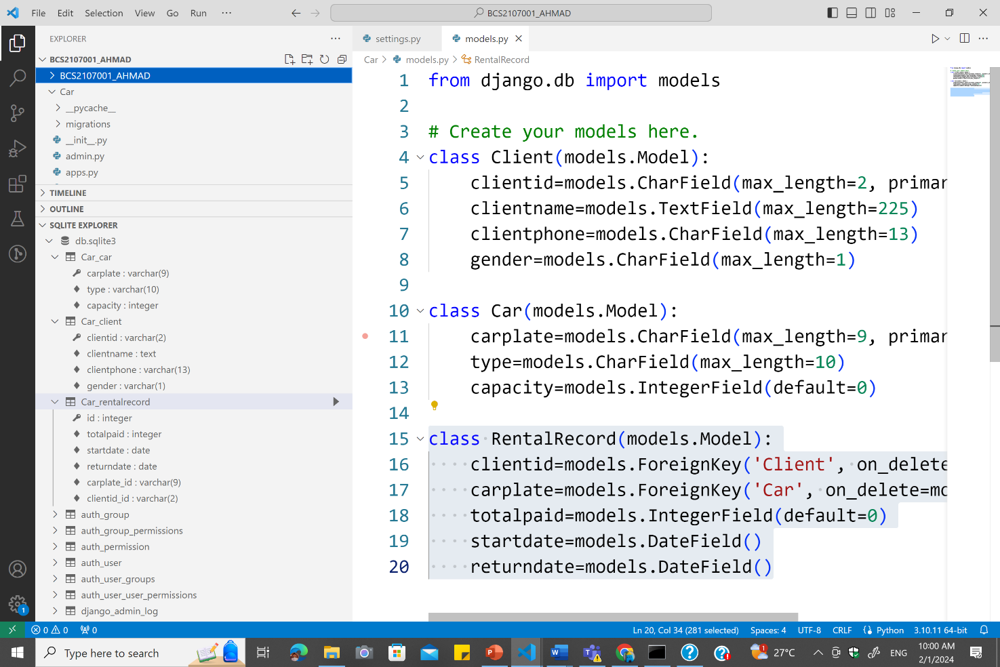 File Edit Selection View Go Run ···
BCS2107001_AHMAD
EXPLORER
BCS2107001_AHMAD
BCS2107001_AHMAD
Car
__pycache__
migrations
__init__.py
admin.py
apps.py
TIMELINE
OUTLINE
SQLITE EXPLORER
db.sqlite3
Car_car
carplate : varchar(9)
type : varchar(10)
capacity : integer
Car_client
clientid : varchar(2)
clientname : text
clientphone : varchar(13)
gender : varchar(1)
Car_rentalrecord
id : integer
totalpaid : integer
startdate : date
returndate : date
carplate_id : varchar(9)
clientid_id : varchar(2)
auth_group
auth_group_permissions
auth_permission
auth_user
auth_user_groups
auth_user_user_permissions
django_admin_log
settings.py models.py
Car > models.py > RentalRecord
1 from django.db import models
2
3 # Create your models here.
4 class Client(models.Model):
5 clientid=models.CharField(max_length=2, primar
6 clientname=models.TextField(max_length=225)
7 clientphone=models.CharField(max_length=13)
8 gender=models.CharField(max_length=1)
9
10 class Car(models.Model):
11 carplate=models.CharField(max_length=9, primar
12 type=models.CharField(max_length=10)
13 capacity=models.IntegerField(default=0)
14
15 class RentalRecord(models.Model):
16 clientid=models.ForeignKey('Client', on_delete
17 carplate=models.ForeignKey('Car', on_delete=mo
18 totalpaid=models.IntegerField(default=0)
19 startdate=models.DateField()
20 returndate=models.DateField()
1
0 0 0
Ln 20, Col 34 (281 selected) Spaces: 4 UTF-8 CRLF Python 3.10.11 64-bit
Type here to search
27°C ENG
10:00 AM
2/1/2024